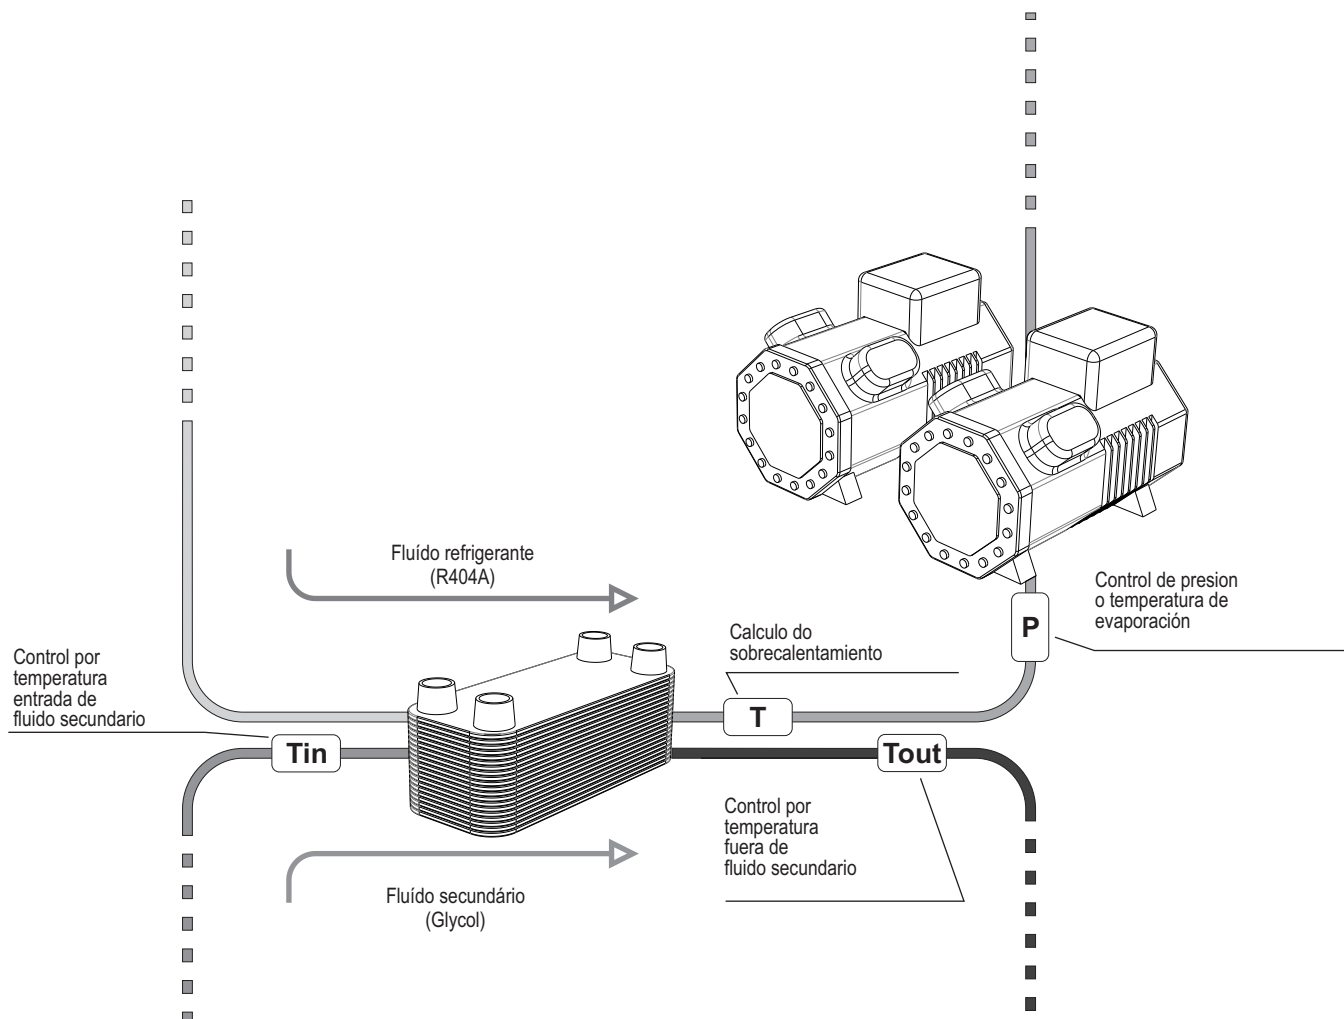 Fluído refrigerante
(R404A)
Control de presion
o temperatura de
evaporación
P
Calculo do
sobrecalentamiento
T
Control por
temperatura
entrada de
fluido secundario
Tin
Tout
Control por
temperatura
fuera de
fluido secundario
Fluído secundário
(Glycol)